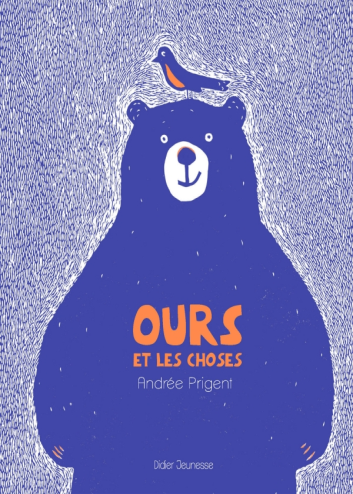 OURS
ET LES CHOSES
Andrée Prigent
Didier Jeunesse